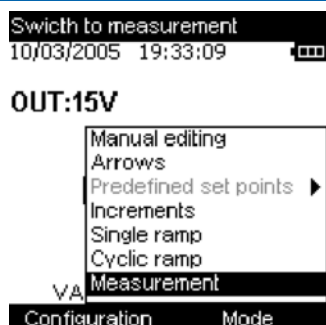 Swicth to measurement
10/03/2005 19:33:09
OUT:15V
Manual editing
Arrows
Predefined set points
Increments
Single ramp
Cyclic ramp
Measurement
VA
Configuration Mode